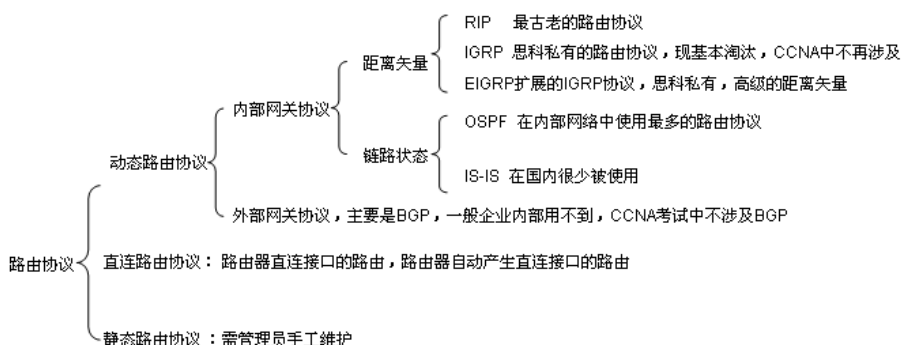 RIP 最古老的路由协议
IGRP 思科私有的路由协议，现基本淘汰，CCNA中不再涉及
距离矢量
EIGRP扩展的IGRP协议，思科私有，高级的距离矢量
内部网关协议
OSPF 在内部网络中使用最多的路由协议
链路状态
动态路由协议
IS-IS 在国内很少被使用
外部网关协议，主要是BGP，一般企业内部用不到，CCNA考试中不涉及BGP
路由协议
直连路由协议：路由器直连接口的路由，路由器自动产生直连接口的路由
静态路由协议：需管理员手工维护